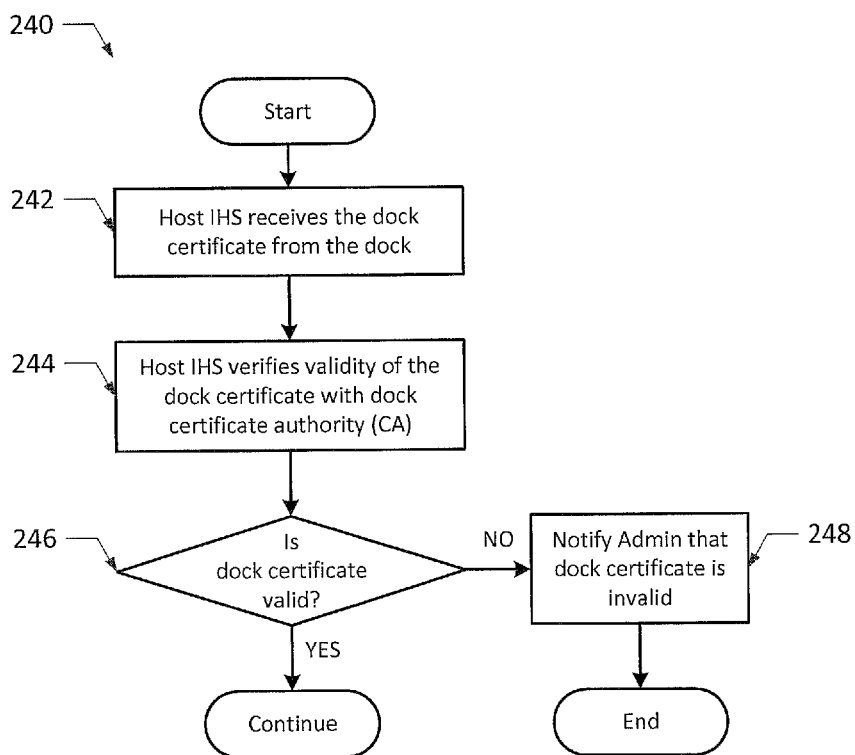 240
Start
242
Host IHS receives the dock
certificate from the dock
244
Host IHS verifies validity of the
dock certificate with dock
certificate authority (CA)
246
Is
dock certificate
valid?
NO
Notify Admin that
dock certificate is
invalid
248
YES
Continue
End